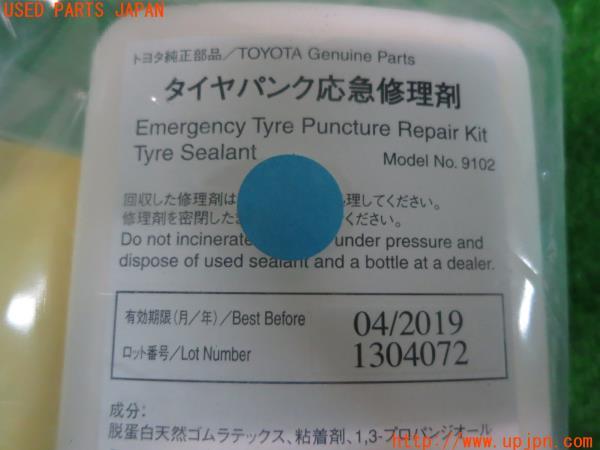 USED PARTS JAPAN
トヨタ純正部品／TOYOTA Genuine Parts
タイヤパンク応急修理剤
Emergency Tyre Puncture Repair Kit
Tyre Sealant
Model No. 9102
回収した修理剤は 理してください。
修理剤を密閉した ください。
Do not incinerate under pressure and
dispose of used sealant and a bottle at a dealer.
有効期限（月／年）／Best Before 04/2019
ロット番号／Lot Number 1304072
成分：
脱蛋白天然ゴムラテックス、粘着剤、1,3-プロパンジオール
http://www.upjpn.com